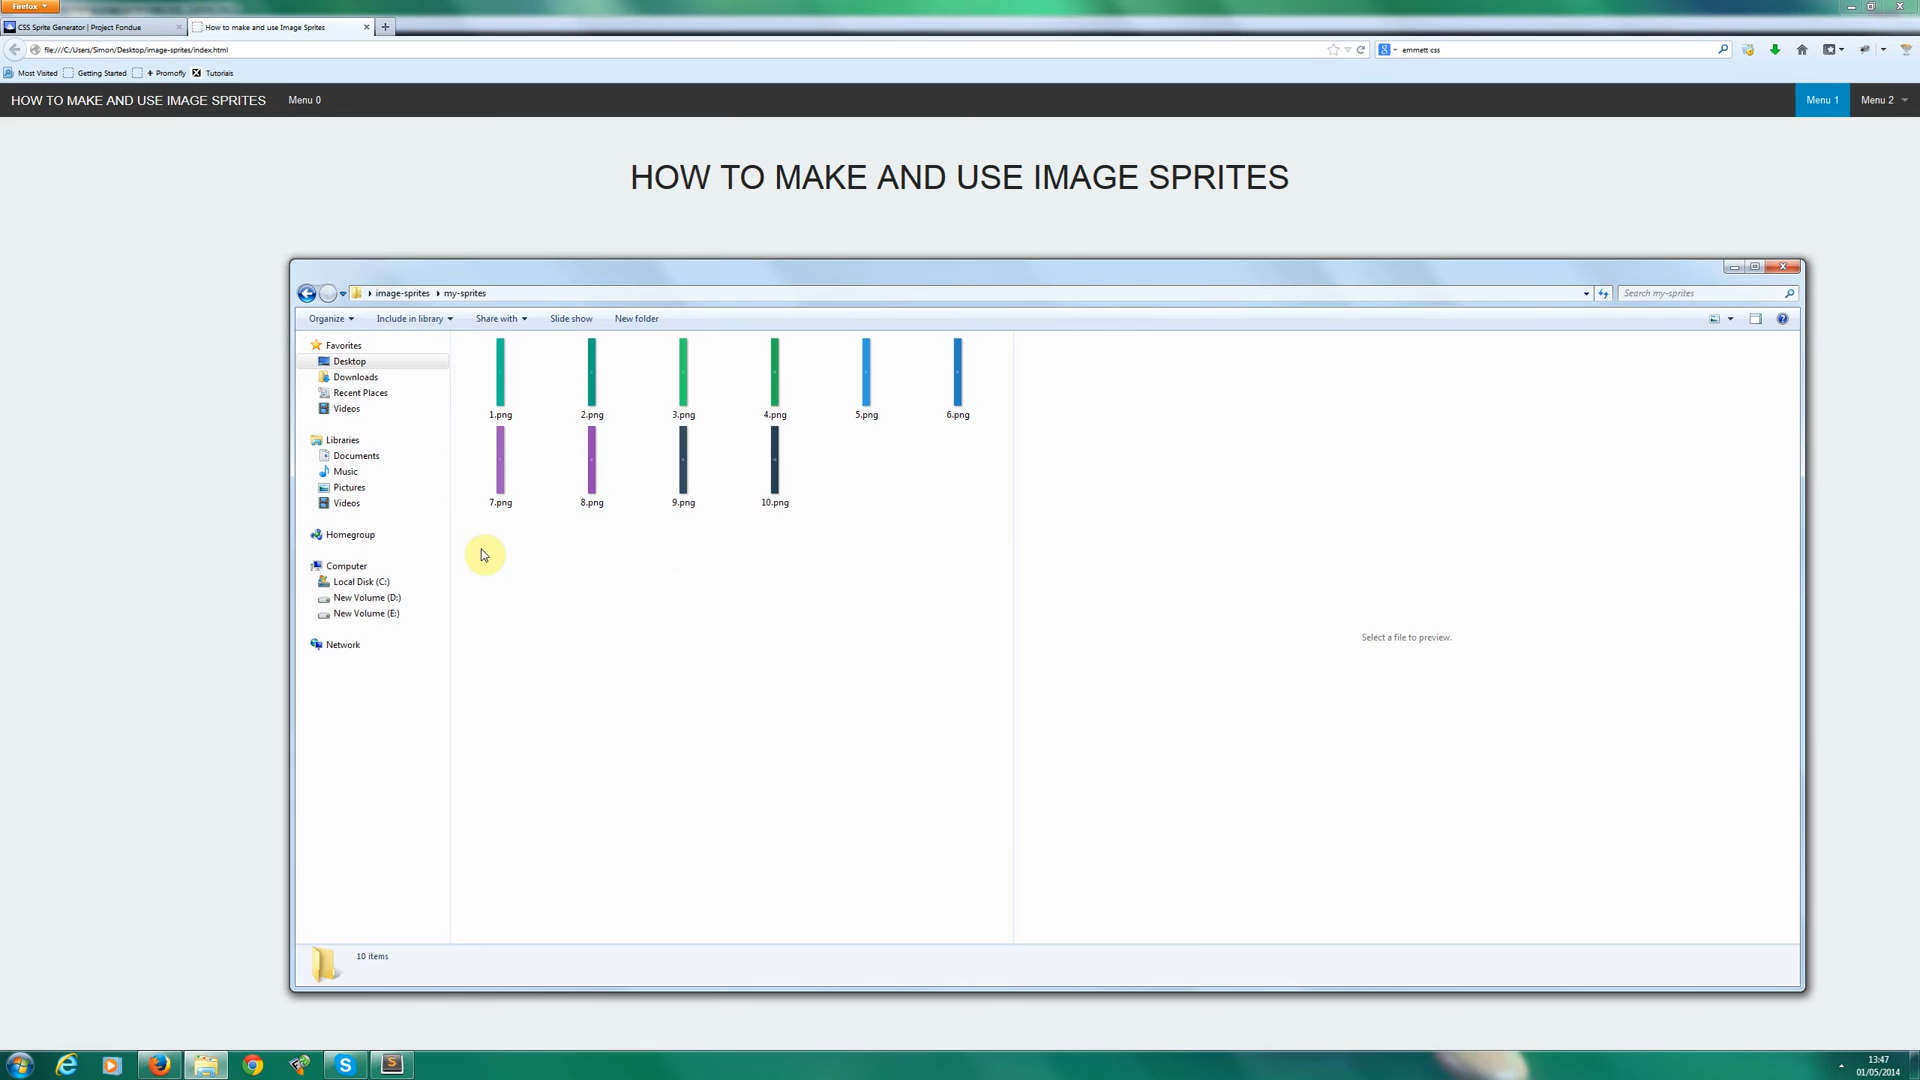 Firefox
CSS Sprite Generator | Project Fondue
How to make and use Image Sprites
file:///C:/Users/Simon/Desktop/image-sprites/index.html
emmett css
Most Visited
Getting Started
+ Promofly
Tutorials
HOW TO MAKE AND USE IMAGE SPRITES
Menu 0
Menu 1
Menu 2
HOW TO MAKE AND USE IMAGE SPRITES
image-sprites
my-sprites
Search my-sprites
Organize
Include in library
Share with
Slide show
New folder
Favorites
Desktop
Downloads
Recent Places
Videos
Libraries
Documents
Music
Pictures
Videos
Homegroup
Computer
Local Disk (C:)
New Volume (D:)
New Volume (E:)
Network
1.png
2.png
3.png
4.png
5.png
6.png
7.png
8.png
9.png
10.png
Select a file to preview.
10 items
13:47
01/05/2014